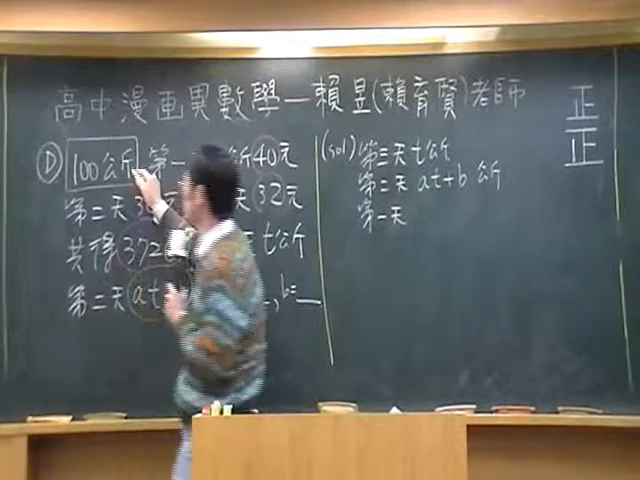 高中漫画異數學—賴昱(賴育賢)老師
正
正
D 100公斤 第一 公斤40元
第二天 32元
共得372 t公斤
第二天 at , b=
(sol) 第三天 t公斤
第二天 at+b 公斤
第一天